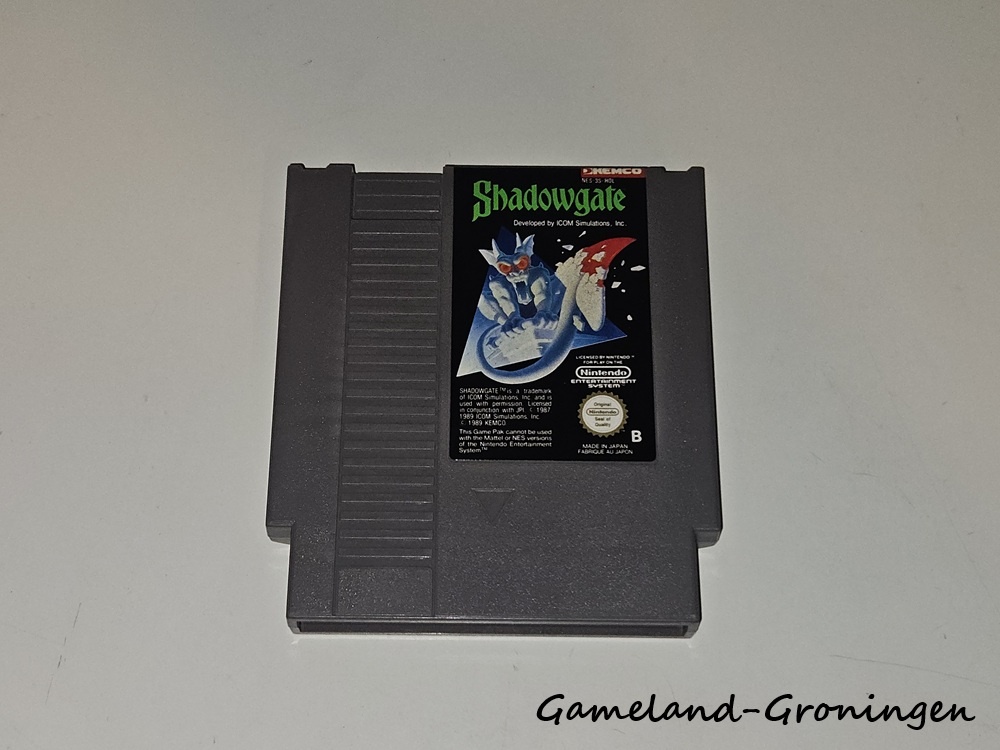 KEMCO
NES-35-HOL
Shadowgate
Developed by ICOM Simulations, Inc.
LICENSED BY NINTENDO™
FOR PLAY ON THE
Nintendo
ENTERTAINMENT
SYSTEM™
SHADOWGATE™ is a trademark
of ICOM Simulations, Inc. and is
used with permission. Licensed
in conjunction with JPI. © 1987
1989 ICOM Simulations, Inc.
© 1989 KEMCO
This Game Pak cannot be used
with the Mattel or NES versions
of the Nintendo Entertainment
System™
Original
Nintendo
Seal of
Quality
B
MADE IN JAPAN
FABRIQUE AU JAPON
Gameland-Groningen